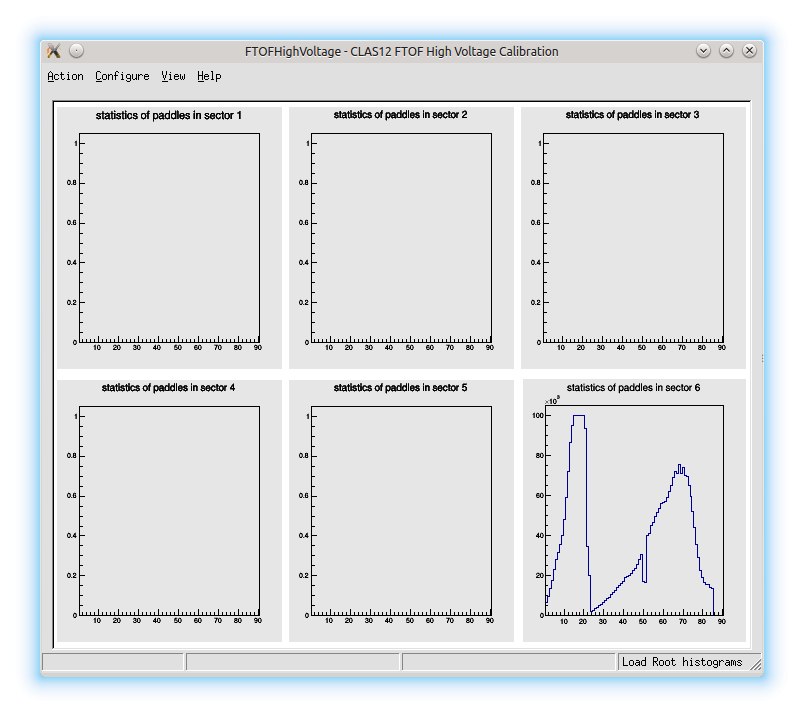 FTOFHighVoltage - CLAS12 FTOF High Voltage Calibration
Action Configure View Help
statistics of paddles in sector 1
1
0.8
0.6
0.4
0.2
0
10 20 30 40 50 60 70 80 90
statistics of paddles in sector 2
1
0.8
0.6
0.4
0.2
0
10 20 30 40 50 60 70 80 90
statistics of paddles in sector 3
1
0.8
0.6
0.4
0.2
0
10 20 30 40 50 60 70 80 90
statistics of paddles in sector 4
1
0.8
0.6
0.4
0.2
0
10 20 30 40 50 60 70 80 90
statistics of paddles in sector 5
1
0.8
0.6
0.4
0.2
0
10 20 30 40 50 60 70 80 90
statistics of paddles in sector 6
×10³
100
80
60
40
20
0
10 20 30 40 50 60 70 80 90
Load Root histograms